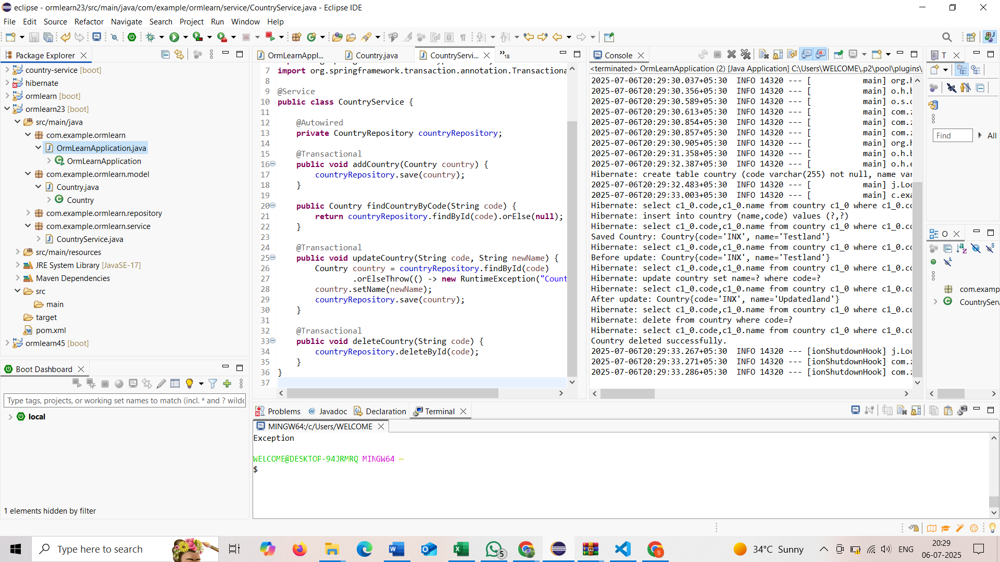 eclipse - ormlearn23/src/main/java/com/example/ormlearn/service/CountryService.java - Eclipse IDE
File Edit Source Refactor Navigate Search Project Run Window Help
Package Explorer
country-service [boot]
hibernate
ormlearn [boot]
ormlearn23 [boot]
src/main/java
com.example.ormlearn
OrmLearnApplication.java
OrmLearnApplication
com.example.ormlearn.model
Country.java
Country
com.example.ormlearn.repository
com.example.ormlearn.service
CountryService.java
src/main/resources
JRE System Library [JavaSE-17]
Maven Dependencies
src
main
target
pom.xml
ormlearn45 [boot]
Boot Dashboard
Type tags, projects, or working set names to match (incl. * and ? wildc
local
1 elements hidden by filter
OrmLearnAppl... Country.java CountryServi... »18
7 import org.springframework.transaction.annotation.Transactiona
8
9 @Service
10 public class CountryService {
11
12 @Autowired
13 private CountryRepository countryRepository;
14
15 @Transactional
16 public void addCountry(Country country) {
17 countryRepository.save(country);
18 }
19
20 public Country findCountryByCode(String code) {
21 return countryRepository.findById(code).orElse(null);
22 }
23
24 @Transactional
25 public void updateCountry(String code, String newName) {
26 Country country = countryRepository.findById(code)
27 .orElseThrow(() -> new RuntimeException("Count
28 country.setName(newName);
29 countryRepository.save(country);
30 }
31
32 @Transactional
33 public void deleteCountry(String code) {
34 countryRepository.deleteById(code);
35 }
36 }
37
Console
<terminated> OrmLearnApplication (2) [Java Application] C:\Users\WELCOME\.p2\pool\plugins\
2025-07-06T20:29:30.037+05:30 INFO 14320 --- [ main] org.h
2025-07-06T20:29:30.356+05:30 INFO 14320 --- [ main] o.h.b
2025-07-06T20:29:30.589+05:30 INFO 14320 --- [ main] o.s.o
2025-07-06T20:29:30.613+05:30 INFO 14320 --- [ main] com.z
2025-07-06T20:29:30.854+05:30 INFO 14320 --- [ main] com.z
2025-07-06T20:29:30.857+05:30 INFO 14320 --- [ main] com.z
2025-07-06T20:29:30.905+05:30 INFO 14320 --- [ main] org.h
2025-07-06T20:29:31.358+05:30 INFO 14320 --- [ main] o.h.b
2025-07-06T20:29:32.387+05:30 INFO 14320 --- [ main] o.h.e
Hibernate: create table country (code varchar(255) not null, name var
2025-07-06T20:29:32.483+05:30 INFO 14320 --- [ main] j.Loc
2025-07-06T20:29:33.003+05:30 INFO 14320 --- [ main] c.exa
Hibernate: select c1_0.code,c1_0.name from country c1_0 where c1_0.co
Hibernate: insert into country (name,code) values (?,?)
Hibernate: select c1_0.code,c1_0.name from country c1_0 where c1_0.co
Saved Country: Country{code='INX', name='Testland'}
Hibernate: select c1_0.code,c1_0.name from country c1_0 where c1_0.co
Before update: Country{code='INX', name='Testland'}
Hibernate: select c1_0.code,c1_0.name from country c1_0 where c1_0.co
Hibernate: update country set name=? where code=?
Hibernate: select c1_0.code,c1_0.name from country c1_0 where c1_0.co
After update: Country{code='INX', name='Updatedland'}
Hibernate: select c1_0.code,c1_0.name from country c1_0 where c1_0.co
Hibernate: delete from country where code=?
Hibernate: select c1_0.code,c1_0.name from country c1_0 where c1_0.co
Country deleted successfully.
2025-07-06T20:29:33.267+05:30 INFO 14320 --- [ionShutdownHook] j.Loc
2025-07-06T20:29:33.271+05:30 INFO 14320 --- [ionShutdownHook] com.z
2025-07-06T20:29:33.286+05:30 INFO 14320 --- [ionShutdownHook] com.z
T
Find
All
O
com.examp
CountryServ
Problems @ Javadoc Declaration Terminal
MINGW64:/c/Users/WELCOME
Exception
WELCOME@DESKTOP-94JRMRQ MINGW64 ~
$
Type here to search
5
34°C Sunny
ENG
20:29
06-07-2025